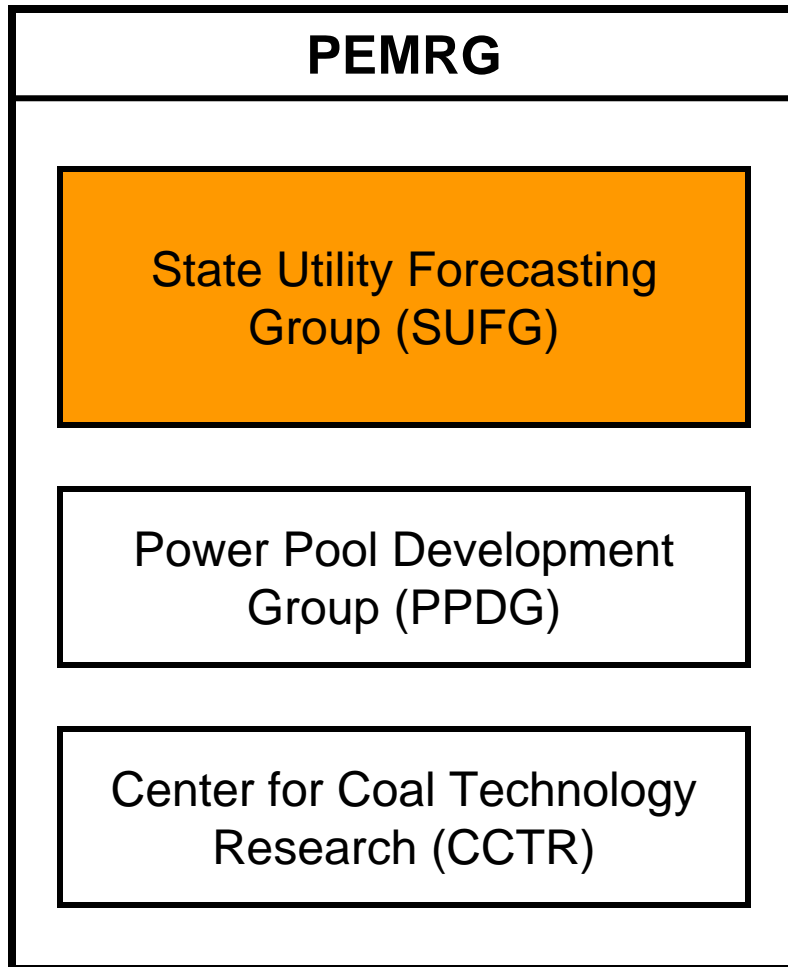 PEMRG
State Utility Forecasting
Group (SUFG)
Power Pool Development
Group (PPDG)
Center for Coal Technology
Research (CCTR)